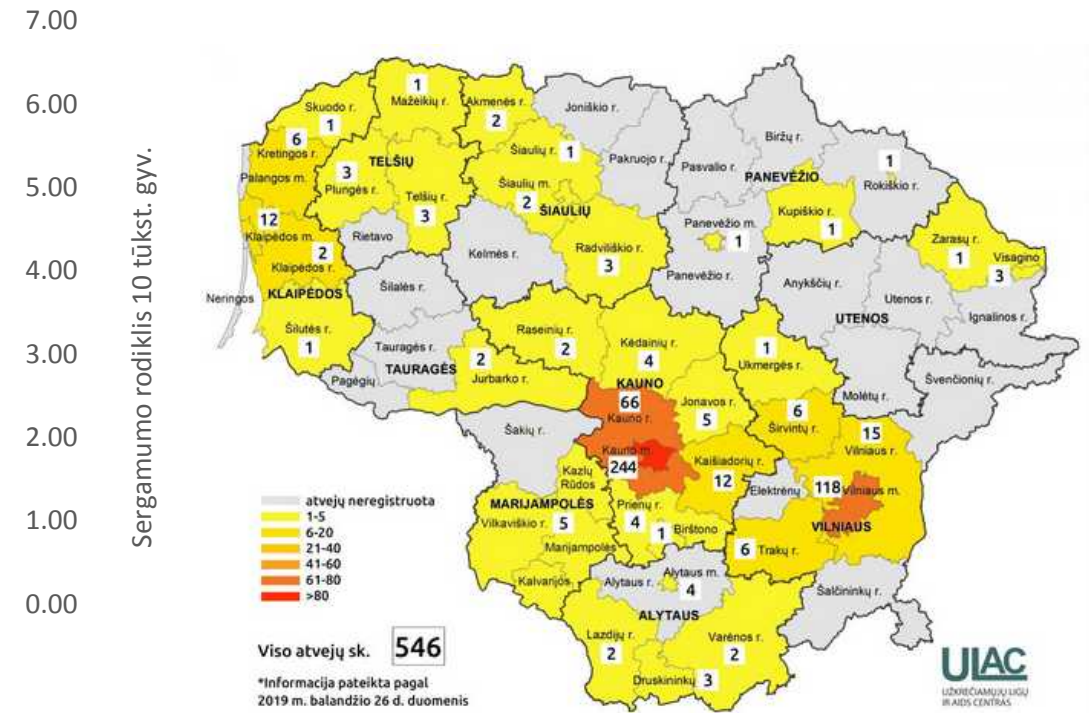 7.00
6.00
5.00
4.00
3.00
2.00
1.00
0.00
Sergamumo rodiklis 10 tūkst. gyv.
1
Mažeikių r.
Skuodo r.
1
Akmenės r.
2
Joniškio r.
Biržų r.
6
Kretingos r.
Palangos m.
TELŠIŲ
3
Plungės r.
Telšių r.
3
Šiaulių r.
1
Šiaulių m.
2
ŠIAULIŲ
Pakruojo r.
Pasvalio r.
PANEVĖŽIO
1
Rokiškio r.
12
Klaipėdos m.
2
Klaipėdos r.
KLAIPĖDOS
Rietavo
Kelmės r.
Radviliškio r.
3
Panevėžio m.
1
Panevėžio r.
Kupiškio r.
1
Zarasų r.
1
Visagino
3
Neringos
Šilalės r.
Anykščių r.
Utenos r.
UTENOS
Ignalinos r.
Šilutės r.
1
Tauragės r.
TAURAGĖS
Pagėgių
2
Jurbarko r.
Raseinių r.
2
Kėdainių r.
4
KAUNO
1
Ukmergės r.
Molėtų r.
Švenčionių r.
66
Kauno r.
Jonavos r.
5
6
Širvintų r.
15
Vilniaus r.
Šakių r.
Kauno m.
244
Kaišiadorių r.
12
Elektrėnų
118
Vilniaus m.
VILNIAUS
Kazlų
Rūdos
MARIJAMPOLĖS
Vilkaviškio r.
5
Marijampolės
Kalvarijos
Prienų r.
4
1
Birštono
6
Trakų r.
Alytaus r.
Alytaus m.
4
ALYTAUS
Šalčininkų r.
Lazdijų r.
2
Varėnos r.
2
Druskininkų
3
atvejų neregistruota
1-5
6-20
21-40
41-60
61-80
>80
Viso atvejų sk. 546
*Informacija pateikta pagal
2019 m. balandžio 26 d. duomenis
ULAC
UŽKREČIAMŲJŲ LIGŲ
IR AIDS CENTRAS